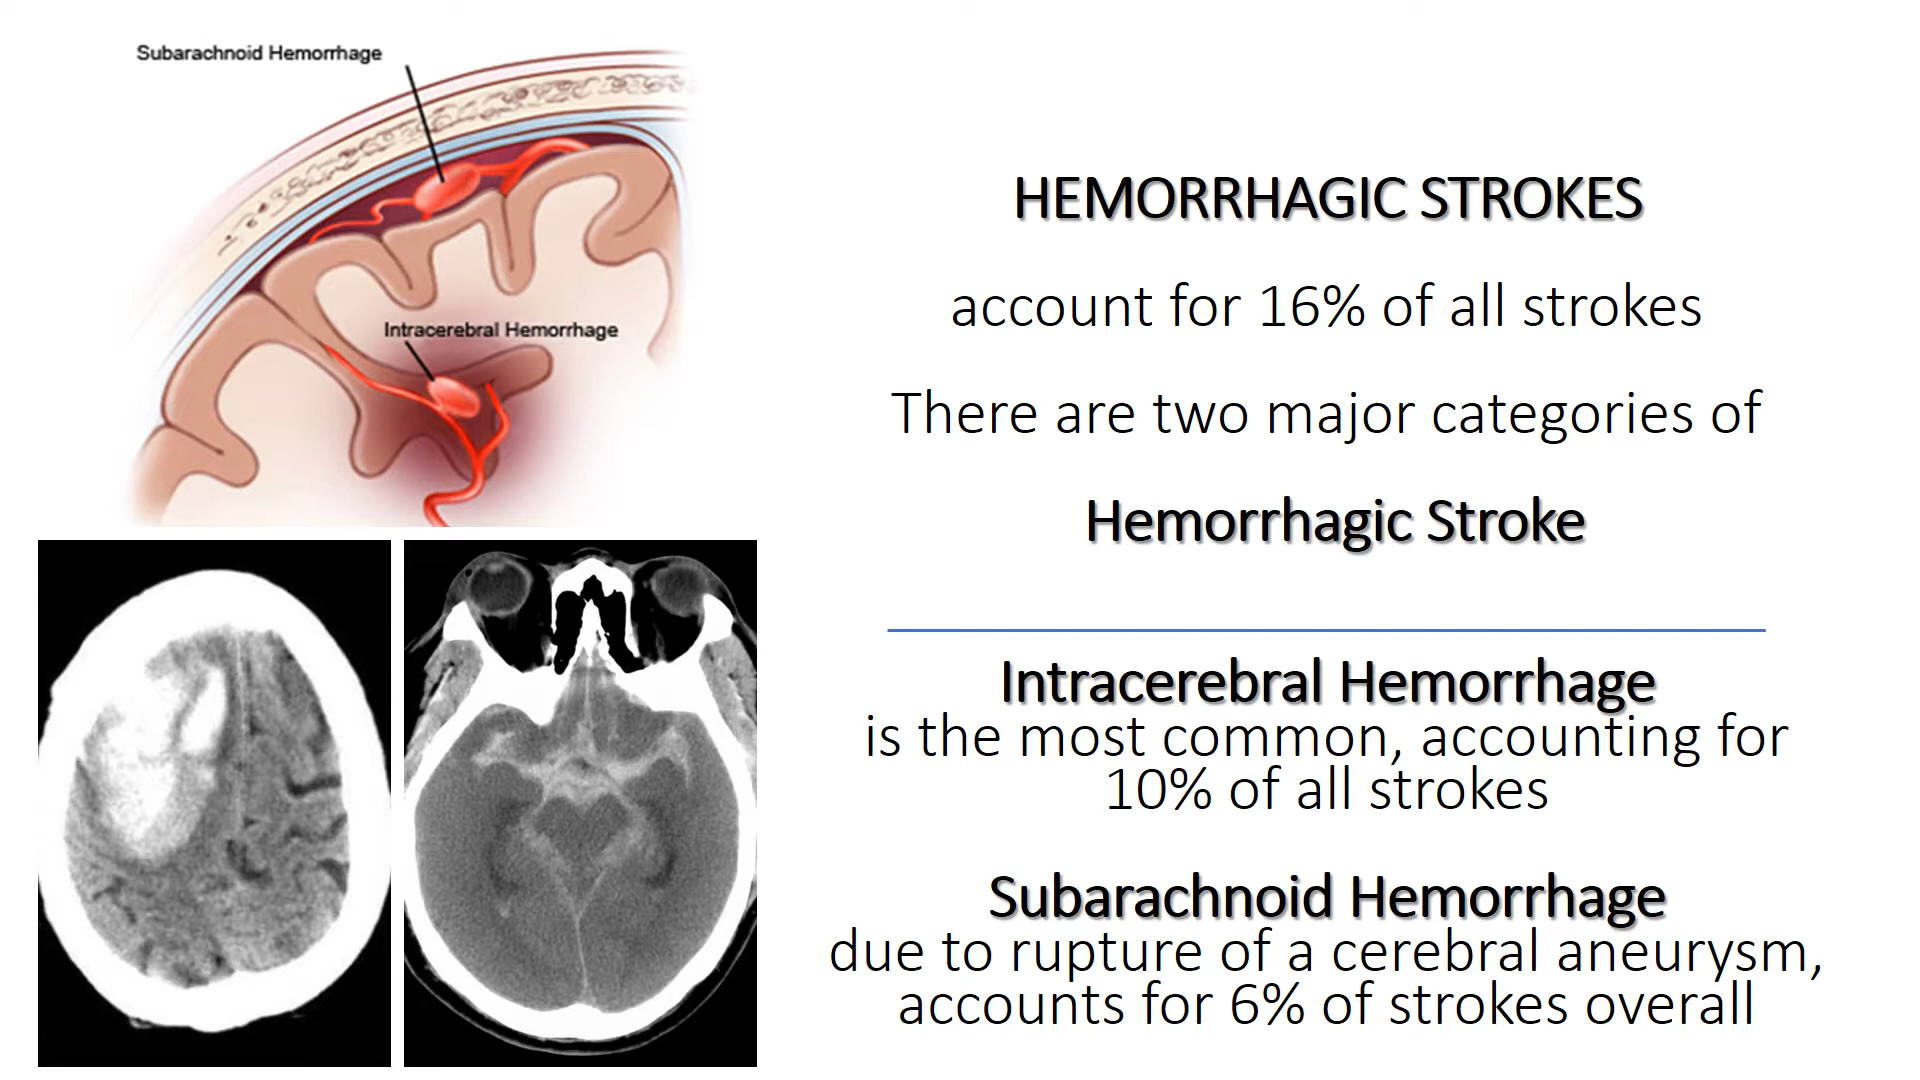 Subarachnoid Hemorrhage
Intracerebral Hemorrhage
HEMORRHAGIC STROKES
account for 16% of all strokes
There are two major categories of
Hemorrhagic Stroke
Intracerebral Hemorrhage
is the most common, accounting for
10% of all strokes
Subarachnoid Hemorrhage
due to rupture of a cerebral aneurysm,
accounts for 6% of strokes overall